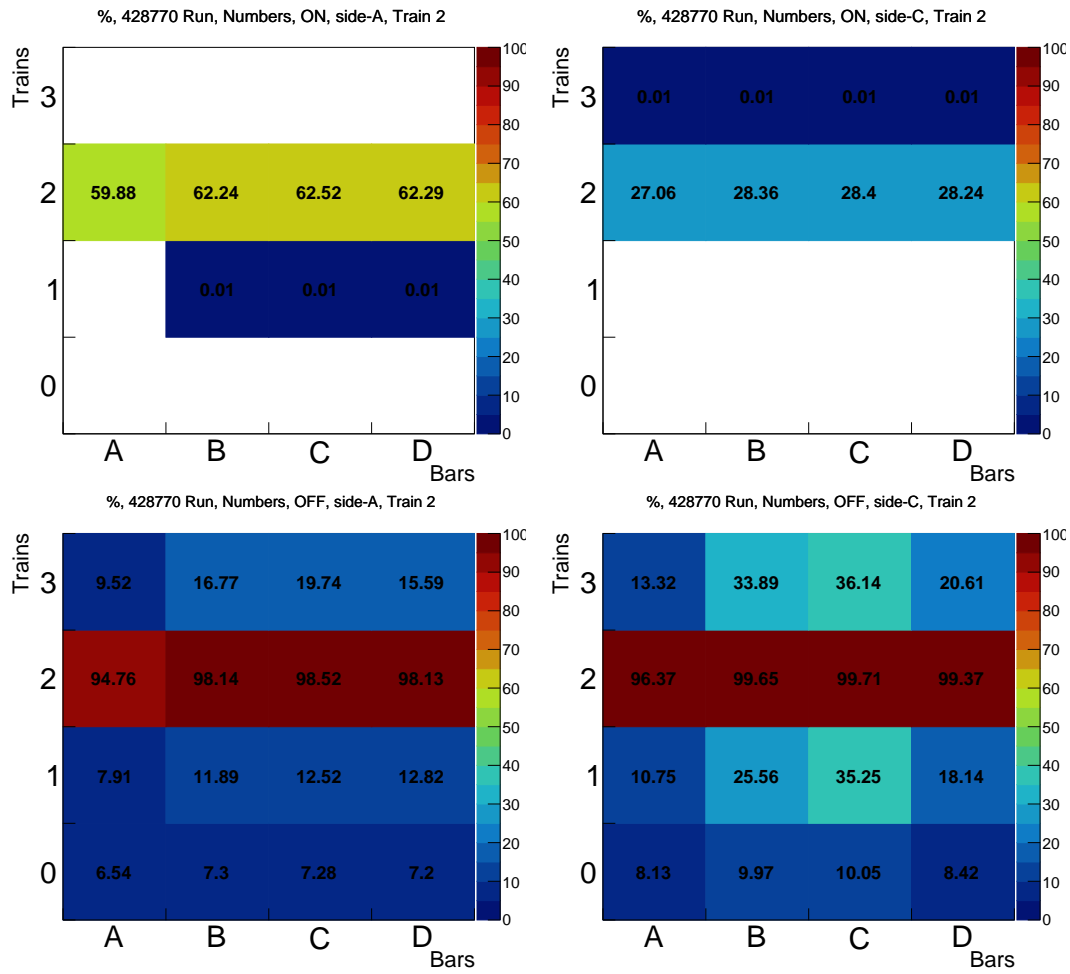 %, 428770 Run, Numbers, ON, side-A, Train 2
Trains
3
2
1
0
59.88 62.24 62.52 62.29
0.01 0.01 0.01
A B C D
Bars
100
90
80
70
60
50
40
30
20
10
0
%, 428770 Run, Numbers, ON, side-C, Train 2
Trains
3
2
1
0
0.01 0.01 0.01 0.01
27.06 28.36 28.4 28.24
A B C D
Bars
100
90
80
70
60
50
40
30
20
10
0
%, 428770 Run, Numbers, OFF, side-A, Train 2
Trains
3
2
1
0
9.52 16.77 19.74 15.59
94.76 98.14 98.52 98.13
7.91 11.89 12.52 12.82
6.54 7.3 7.28 7.2
A B C D
Bars
100
90
80
70
60
50
40
30
20
10
0
%, 428770 Run, Numbers, OFF, side-C, Train 2
Trains
3
2
1
0
13.32 33.89 36.14 20.61
96.37 99.65 99.71 99.37
10.75 25.56 35.25 18.14
8.13 9.97 10.05 8.42
A B C D
Bars
100
90
80
70
60
50
40
30
20
10
0